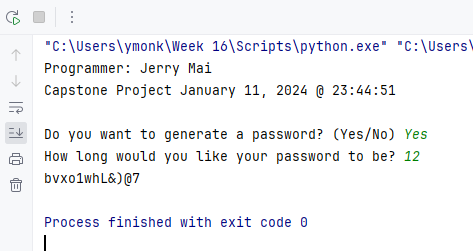 "C:\Users\ymonk\Week 16\Scripts\python.exe" "C:\Users\
Programmer: Jerry Mai
Capstone Project January 11, 2024 @ 23:44:51
Do you want to generate a password? (Yes/No) Yes
How long would you like your password to be? 12
bvxo1whL&)@7
Process finished with exit code 0